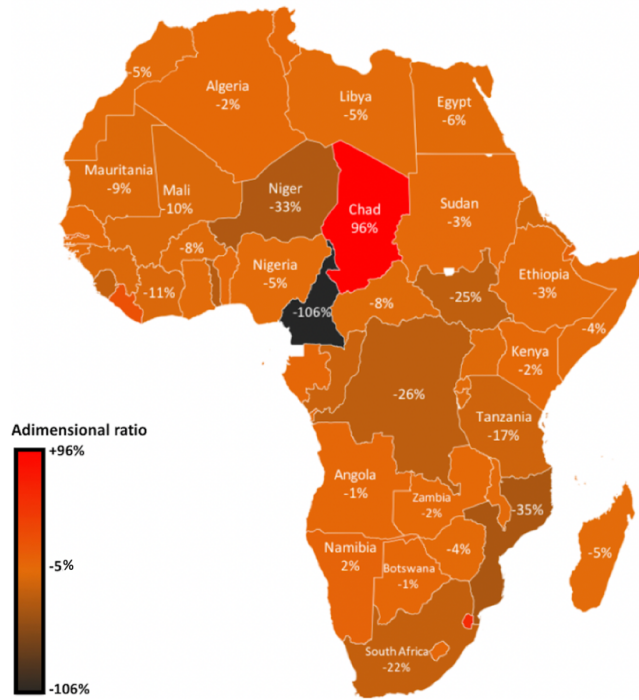 -5%
Algeria
-2%
Libya
-5%
Egypt
-6%
Mauritania
-9%
Mali
-10%
Niger
-33%
Chad
96%
Sudan
-3%
-8%
Nigeria
-5%
-11%
-106%
-8%
-25%
Ethiopia
-3%
-4%
Kenya
-2%
-26%
Tanzania
-17%
Adimensional ratio
+96%
-5%
-106%
Angola
-1%
Zambia
-2%
-35%
Namibia
2%
Botswana
-1%
-4%
-5%
South Africa
-22%